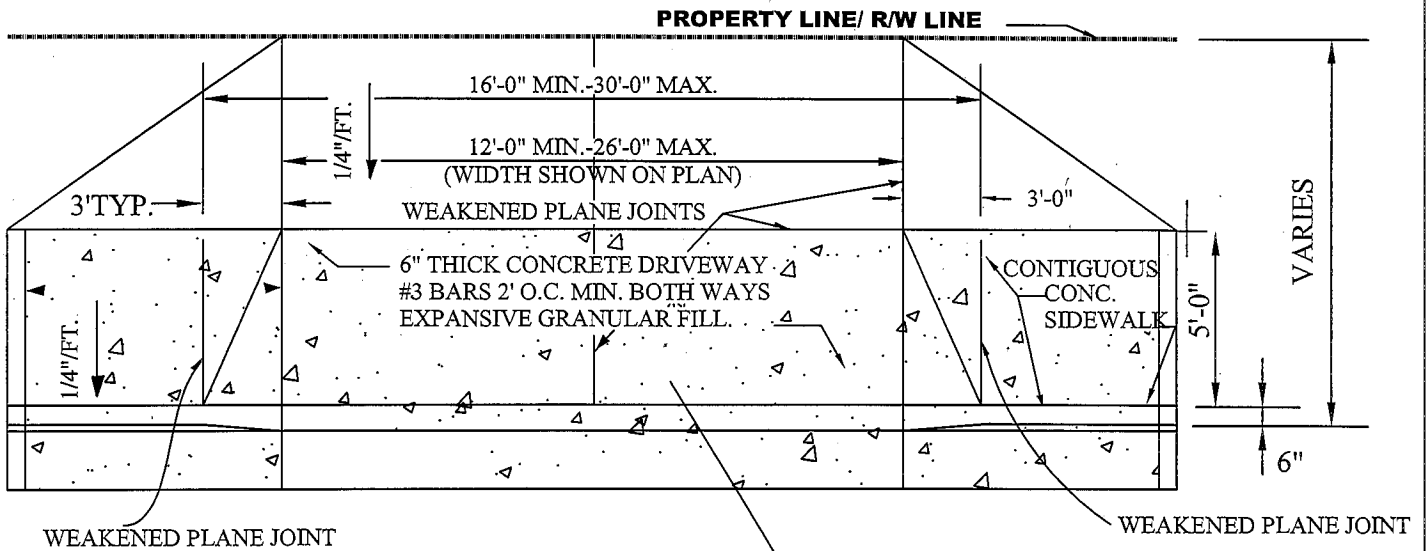 PROPERTY LINE/ R/W LINE
16'-0" MIN.-30'-0" MAX.
1/4"/FT.
12'-0" MIN.-26'-0" MAX.
(WIDTH SHOWN ON PLAN)
3'TYP.
3'-0"
WEAKENED PLANE JOINTS
VARIES
6" THICK CONCRETE DRIVEWAY
#3 BARS 2' O.C. MIN. BOTH WAYS
EXPANSIVE GRANULAR FILL.
CONTIGUOUS
CONC.
SIDEWALK
5'-0"
1/4"/FT.
6"
WEAKENED PLANE JOINT
WEAKENED PLANE JOINT